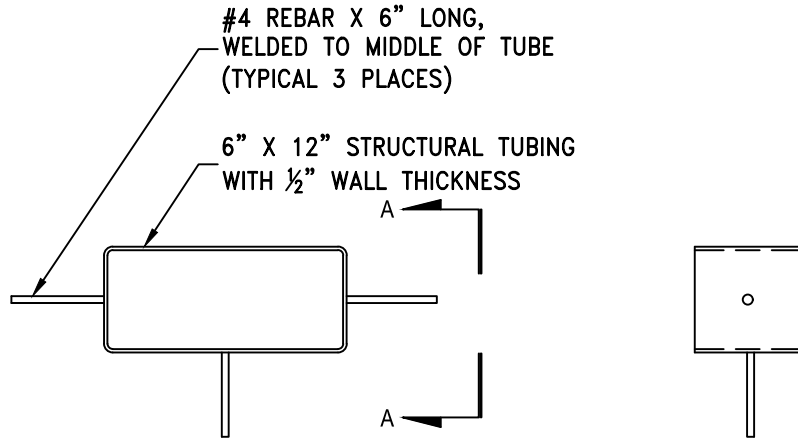 #4 REBAR X 6” LONG,
WELDED TO MIDDLE OF TUBE
(TYPICAL 3 PLACES)
6” X 12” STRUCTURAL TUBING
WITH ½” WALL THICKNESS
A
A